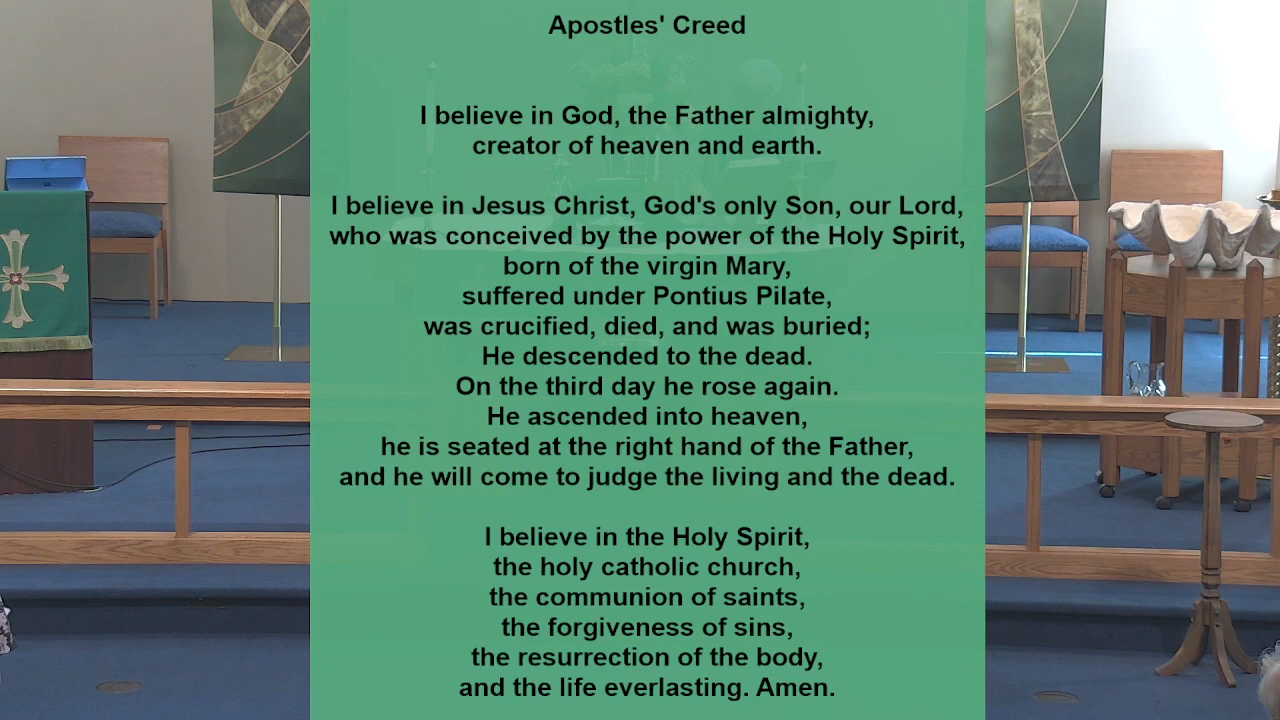 Apostles' Creed
I believe in God, the Father almighty,
creator of heaven and earth.
I believe in Jesus Christ, God's only Son, our Lord,
who was conceived by the power of the Holy Spirit,
born of the virgin Mary,
suffered under Pontius Pilate,
was crucified, died, and was buried;
He descended to the dead.
On the third day he rose again.
He ascended into heaven,
he is seated at the right hand of the Father,
and he will come to judge the living and the dead.
I believe in the Holy Spirit,
the holy catholic church,
the communion of saints,
the forgiveness of sins,
the resurrection of the body,
and the life everlasting. Amen.